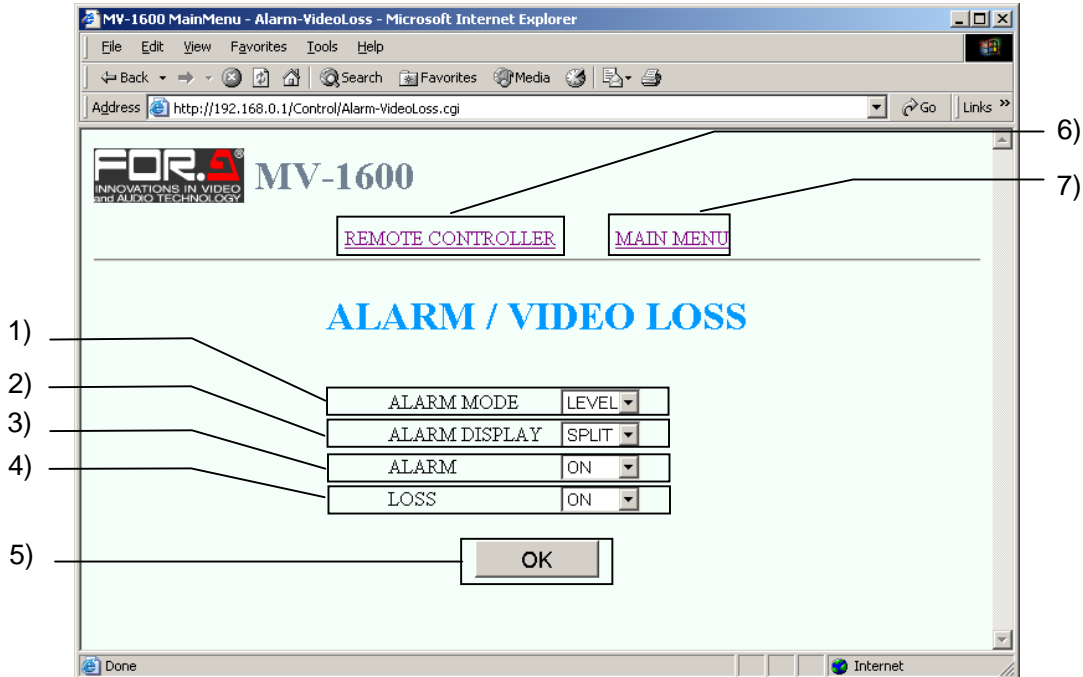 MV-1600 MainMenu - Alarm-VideoLoss - Microsoft Internet Explorer
File Edit View Favorites Tools Help
Back Search Favorites Media
Address http://192.168.0.1/Control/Alarm-VideoLoss.cgi Go Links »
6)
FOR.A® MV-1600
INNOVATIONS IN VIDEO
and AUDIO TECHNOLOGY
7)
REMOTE CONTROLLER MAIN MENU
ALARM / VIDEO LOSS
1)
2)
ALARM MODE LEVEL
3)
ALARM DISPLAY SPLIT
4)
ALARM ON
LOSS ON
5)
OK
Done Internet